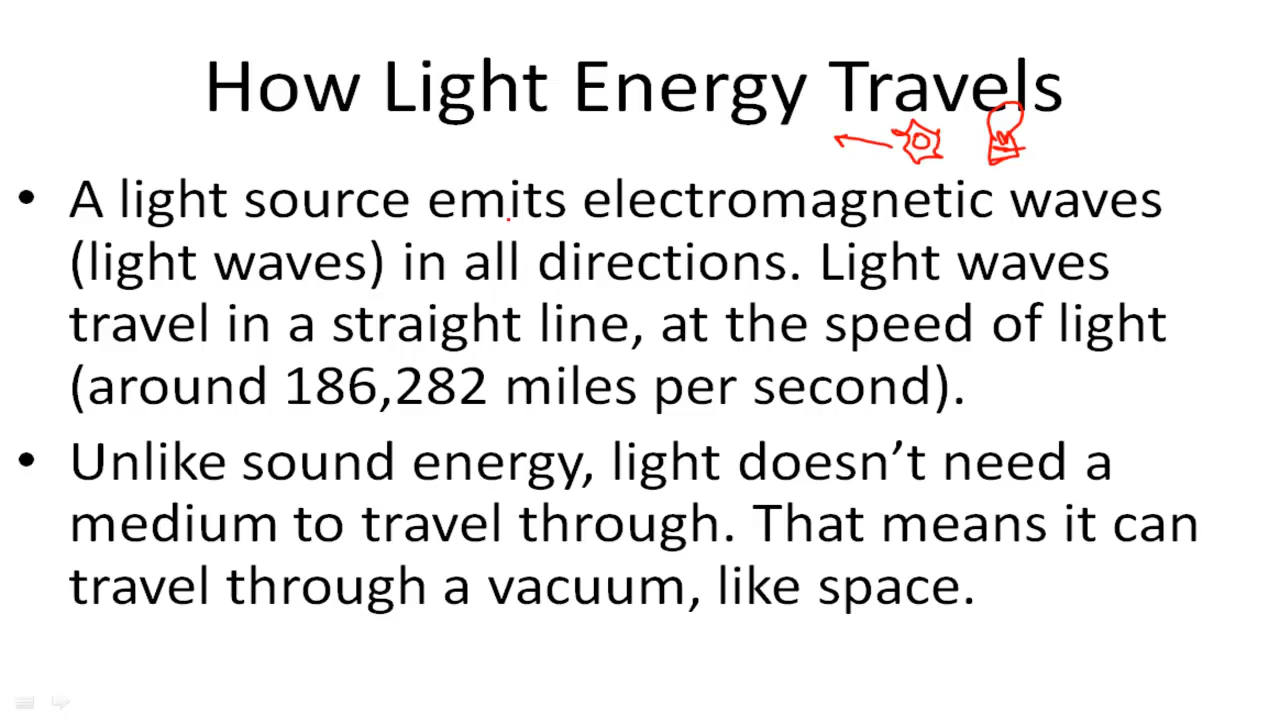 How Light Energy Travels
• A light source emits electromagnetic waves
(light waves) in all directions. Light waves
travel in a straight line, at the speed of light
(around 186,282 miles per second).
• Unlike sound energy, light doesn’t need a
medium to travel through. That means it can
travel through a vacuum, like space.